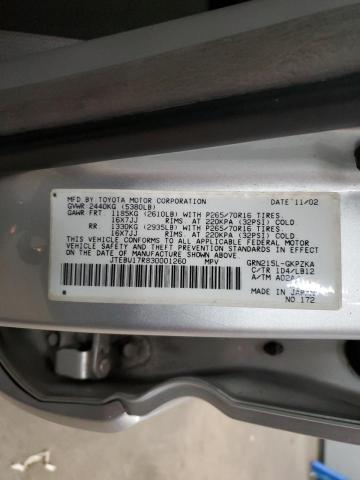 MFD. BY TOYOTA MOTOR CORPORATION DATE 11/02
GVWR 2440KG (5380LB)
GAWR FRT 1185KG (2610LB) WITH P265/70R16 TIRES
16X7JJ RIMS, AT 220KPA (32PSI) COLD
RR 1330KG (2935LB) WITH P265/70R16 TIRES
16X7JJ RIMS, AT 220KPA (32PSI) COLD
THIS VEHICLE CONFORMS TO ALL APPLICABLE FEDERAL
MOTOR VEHICLE SAFETY STANDARDS IN EFFECT ON
THE DATE OF MANUFACTURE SHOWN ABOVE.
JTEBU17R830001260 MPV GRN215L-GKPZKA
C/TR 1D4/LB12
A/TM
MADE IN JAPAN
NO.172